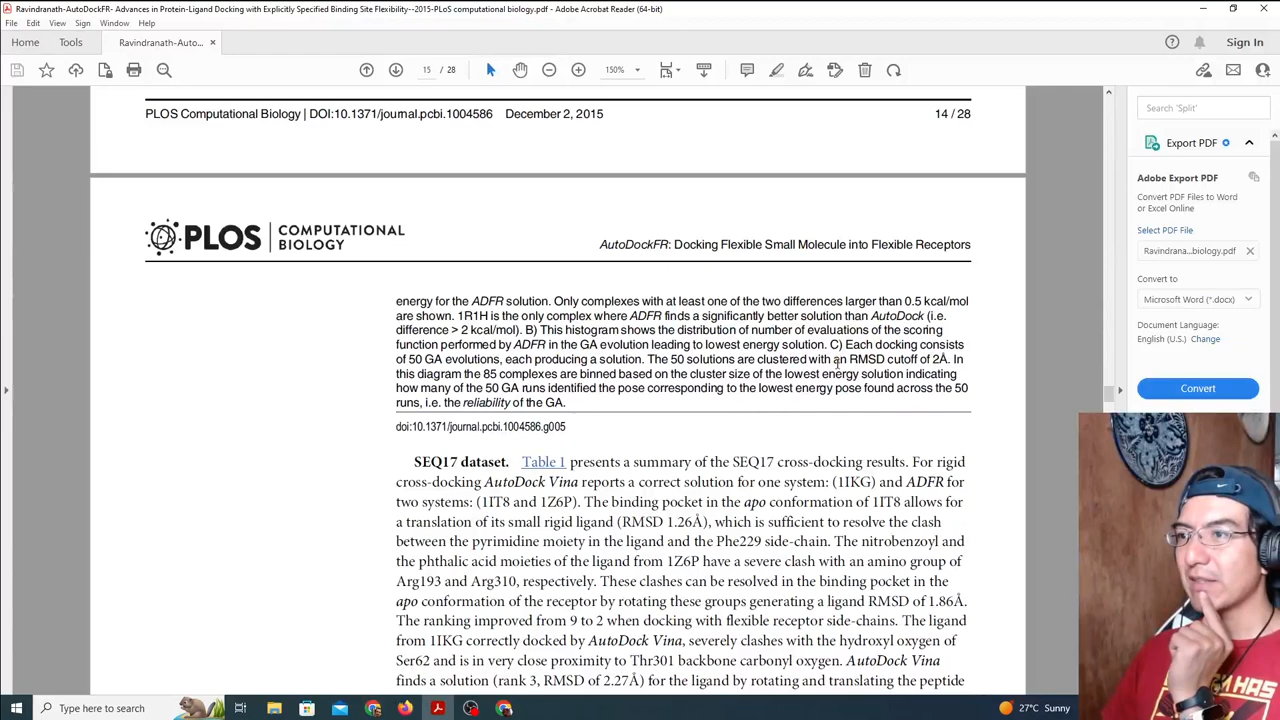 Ravindranath-AutoDockFR- Advances in Protein-Ligand Docking with Explicitly Specified Binding Site Flexibility--2015-PLoS computational biology.pdf - Adobe Acrobat Reader (64-bit)
File Edit View Sign Window Help
Home Tools Ravindranath-Auto... × Sign In
15 / 28 150%
PLOS Computational Biology | DOI:10.1371/journal.pcbi.1004586 December 2, 2015 14 / 28
PLOS COMPUTATIONAL BIOLOGY
AutoDockFR: Docking Flexible Small Molecule into Flexible Receptors
energy for the ADFR solution. Only complexes with at least one of the two differences larger than 0.5 kcal/mol
are shown. 1R1H is the only complex where ADFR finds a significantly better solution than AutoDock (i.e.
difference > 2 kcal/mol). B) This histogram shows the distribution of number of evaluations of the scoring
function performed by ADFR in the GA evolution leading to lowest energy solution. C) Each docking consists
of 50 GA evolutions, each producing a solution. The 50 solutions are clustered with an RMSD cutoff of 2Å. In
this diagram the 85 complexes are binned based on the cluster size of the lowest energy solution indicating
how many of the 50 GA runs identified the pose corresponding to the lowest energy pose found across the 50
runs, i.e. the reliability of the GA.
doi:10.1371/journal.pcbi.1004586.g005
SEQ17 dataset. Table 1 presents a summary of the SEQ17 cross-docking results. For rigid
cross-docking AutoDock Vina reports a correct solution for one system: (1IKG) and ADFR for
two systems: (1IT8 and 1Z6P). The binding pocket in the apo conformation of 1IT8 allows for
a translation of its small rigid ligand (RMSD 1.26Å), which is sufficient to resolve the clash
between the pyrimidine moiety in the ligand and the Phe229 side-chain. The nitrobenzoyl and
the phthalic acid moieties of the ligand from 1Z6P have a severe clash with an amino group of
Arg193 and Arg310, respectively. These clashes can be resolved in the binding pocket in the
apo conformation of the receptor by rotating these groups generating a ligand RMSD of 1.86Å.
The ranking improved from 9 to 2 when docking with flexible receptor side-chains. The ligand
from 1IKG correctly docked by AutoDock Vina, severely clashes with the hydroxyl oxygen of
Ser62 and is in very close proximity to Thr301 backbone carbonyl oxygen. AutoDock Vina
finds a solution (rank 3, RMSD of 2.27Å) for the ligand by rotating and translating the peptide
Search 'Split'
Export PDF
Adobe Export PDF
Convert PDF Files to Word
or Excel Online
Select PDF File
Ravindrana...biology.pdf ×
Convert to
Microsoft Word (*.docx)
Document Language:
English (U.S.) Change
Convert
Type here to search
27°C Sunny